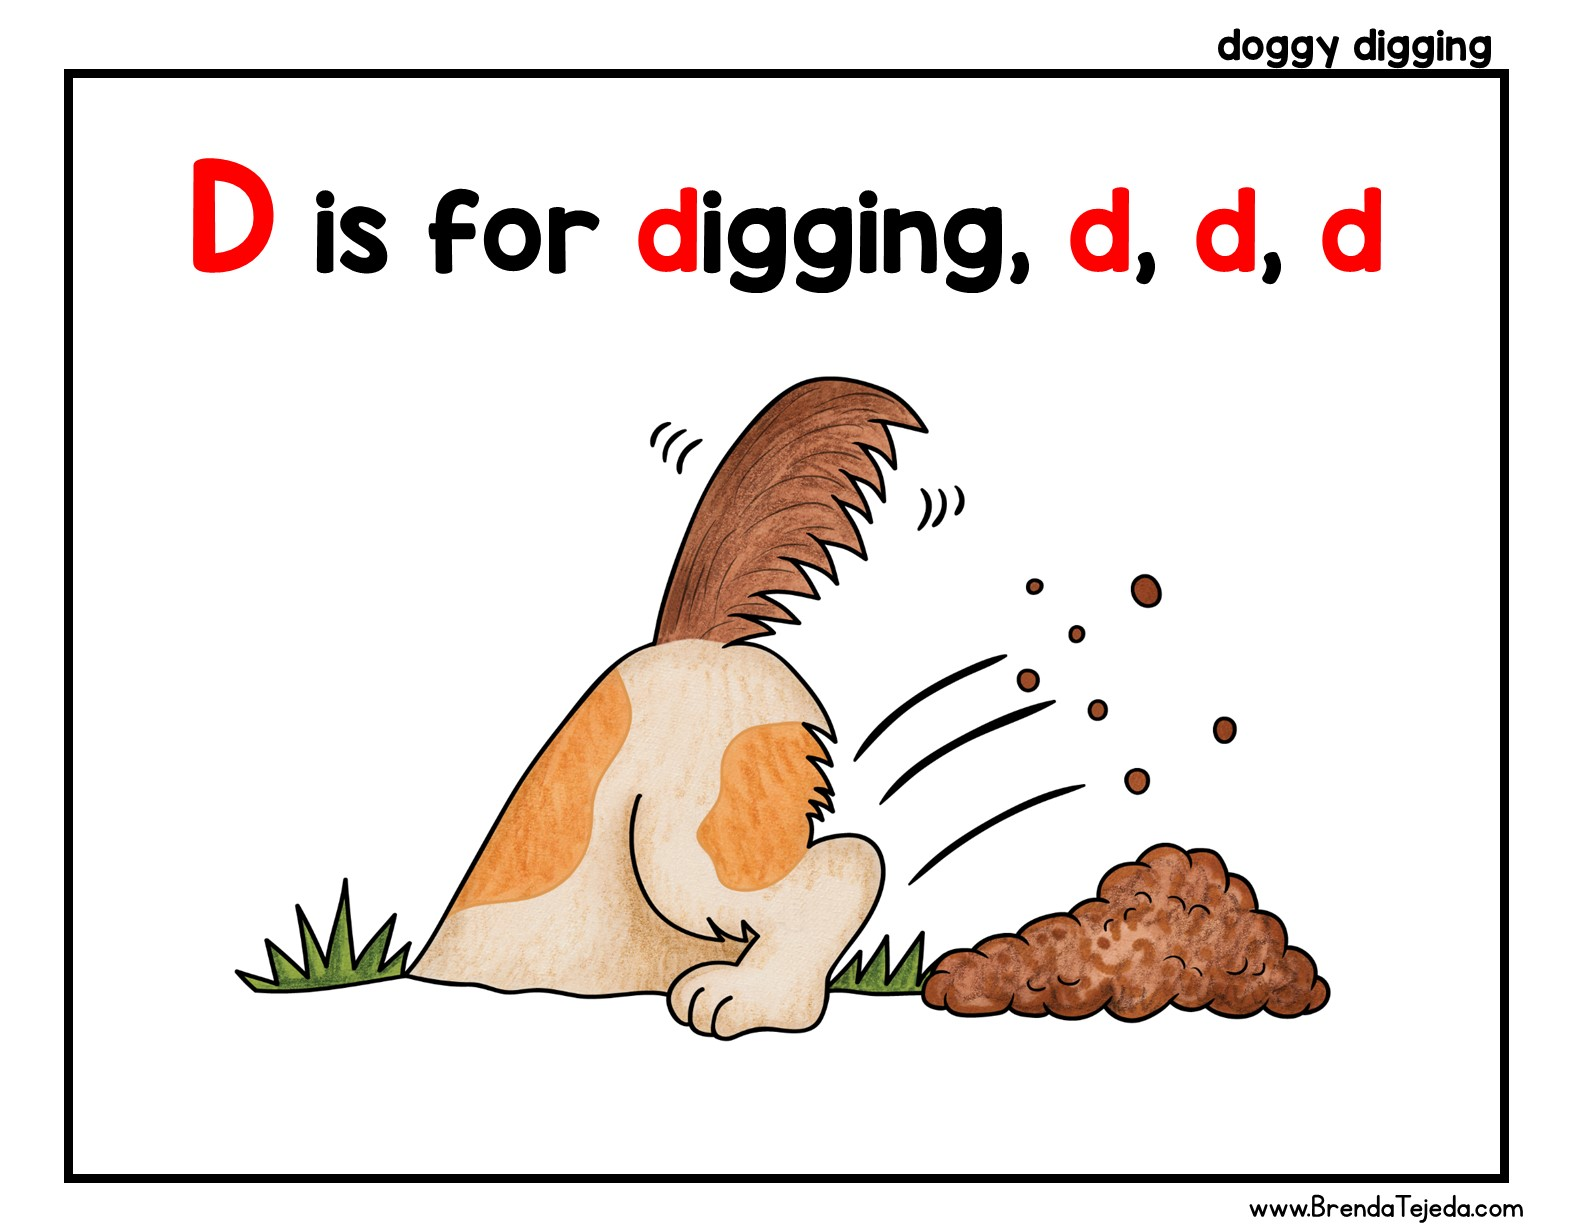 doggy digging
D is for digging, d, d, d
www.BrendaTejeda.com